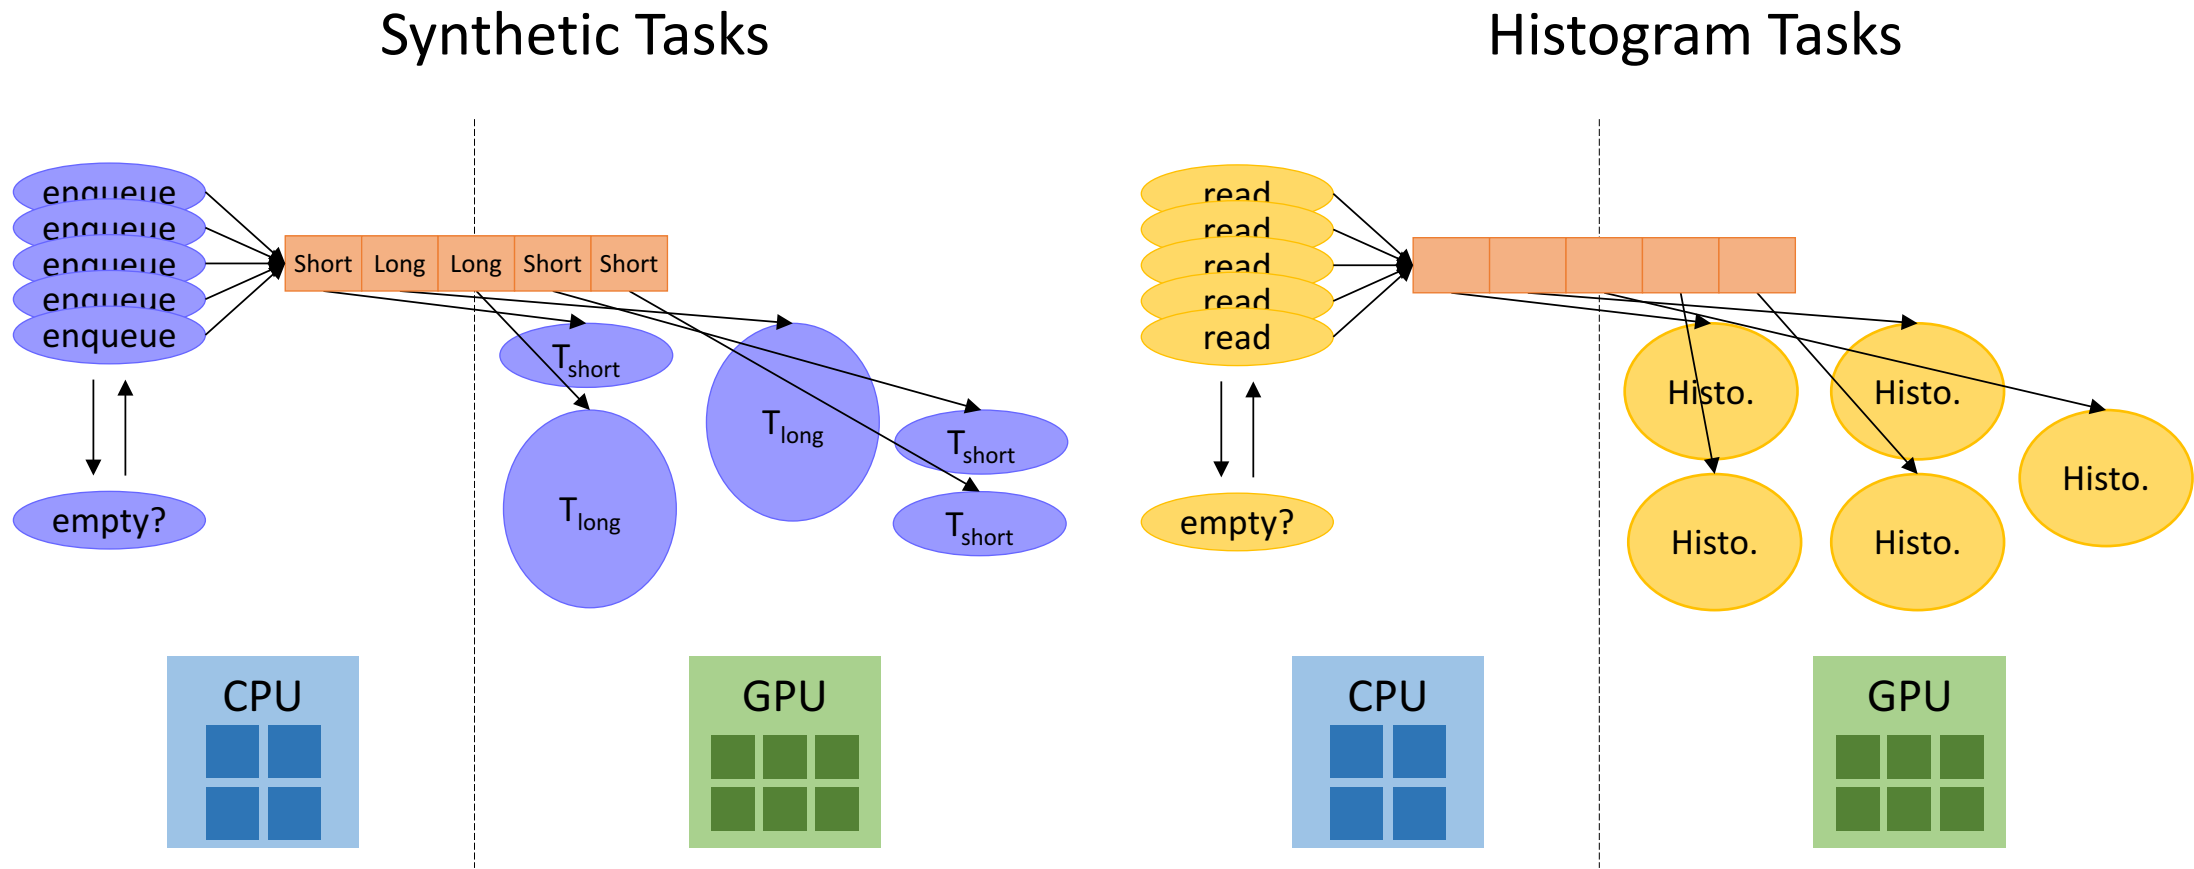 Synthetic Tasks
enqueue
enqueue
enqueue
enqueue
enqueue
Short Long Long Short Short
Tshort
Tlong
Tlong
Tshort
Tshort
empty?
CPU
GPU
Histogram Tasks
read
read
read
read
read
Histo.
Histo.
Histo.
Histo.
Histo.
empty?
CPU
GPU